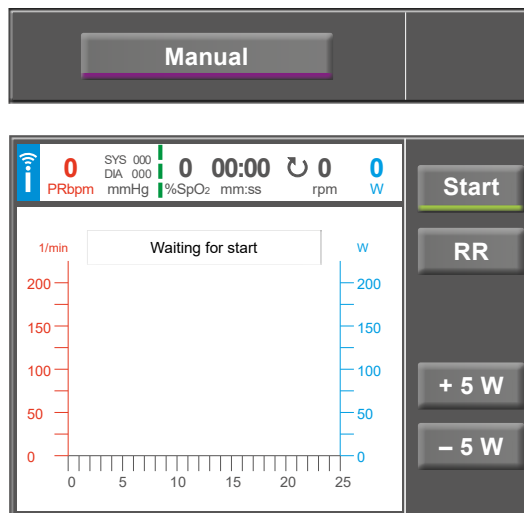 Manual
0 SYS 000 0 00:00 0 0
DIA 000
PRbpm mmHg %SpO2 mm:ss rpm W
Start
1/min Waiting for start W
RR
200 200
150 150
100 100
+ 5 W
50 50
– 5 W
0 0
0 5 10 15 20 25